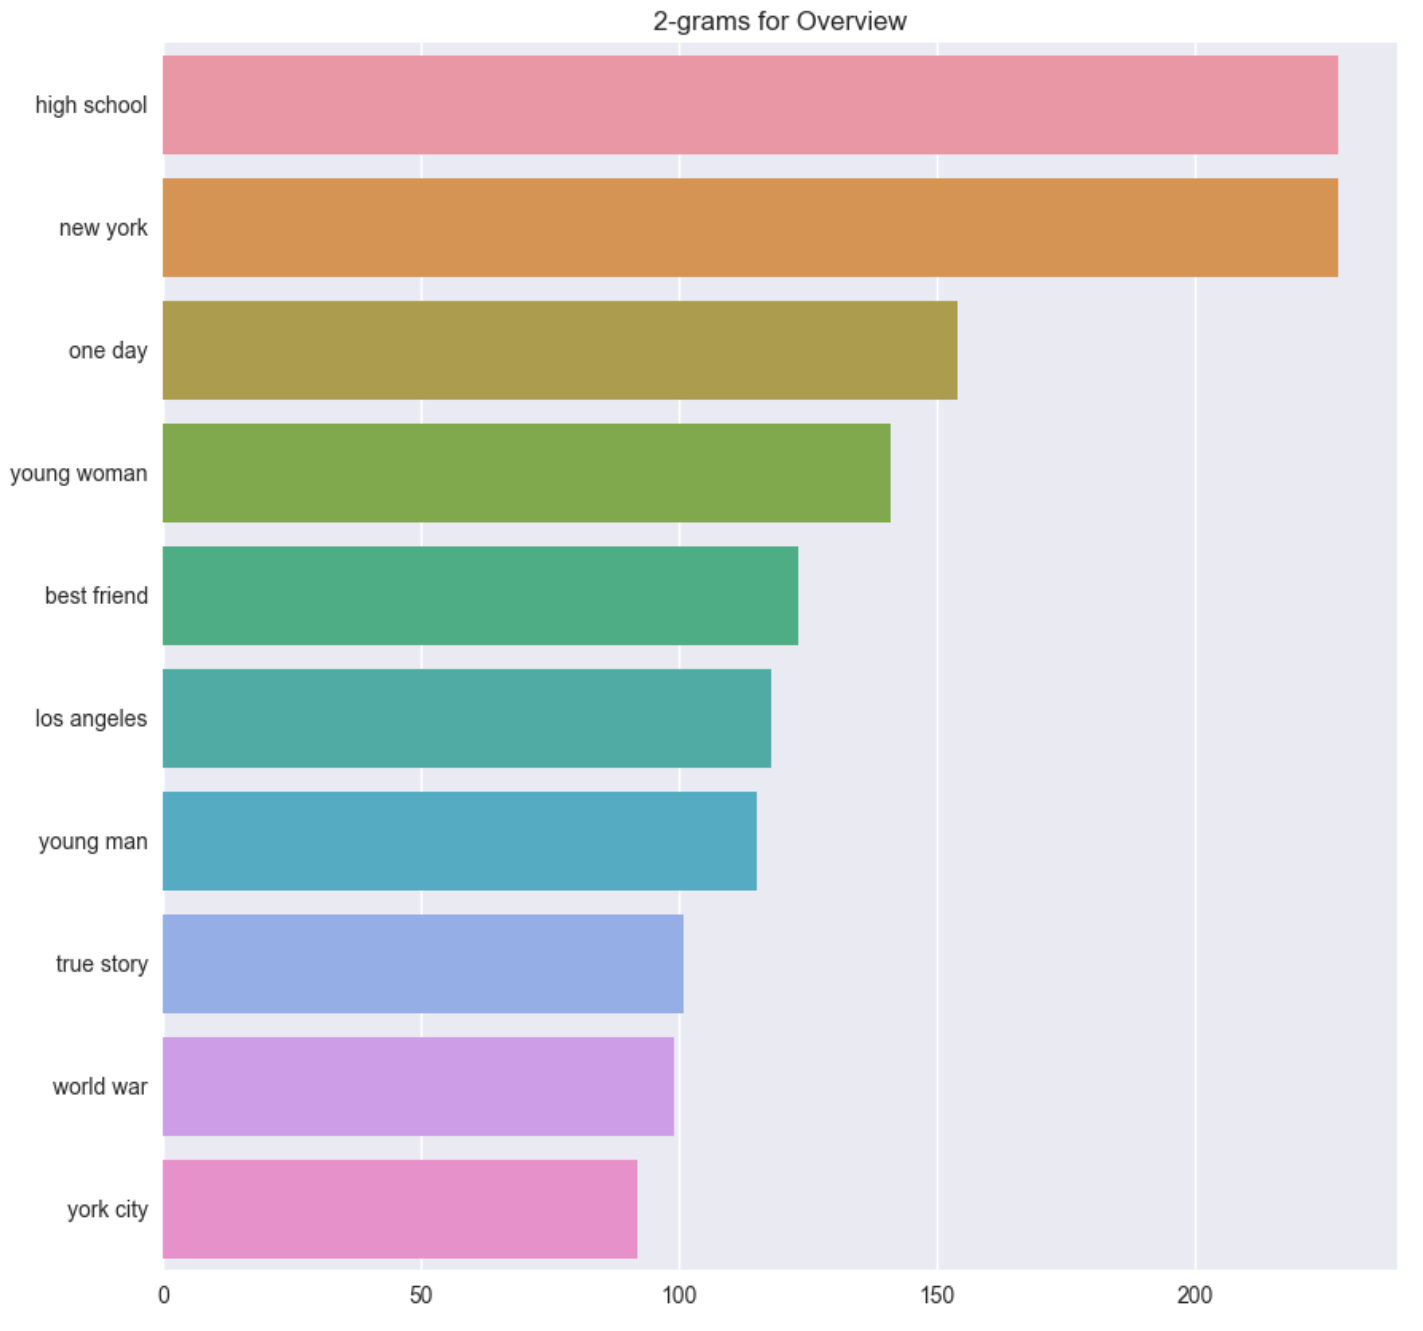 2-grams for Overview
high school
new york
one day
young woman
best friend
los angeles
young man
true story
world war
york city
0 50 100 150 200